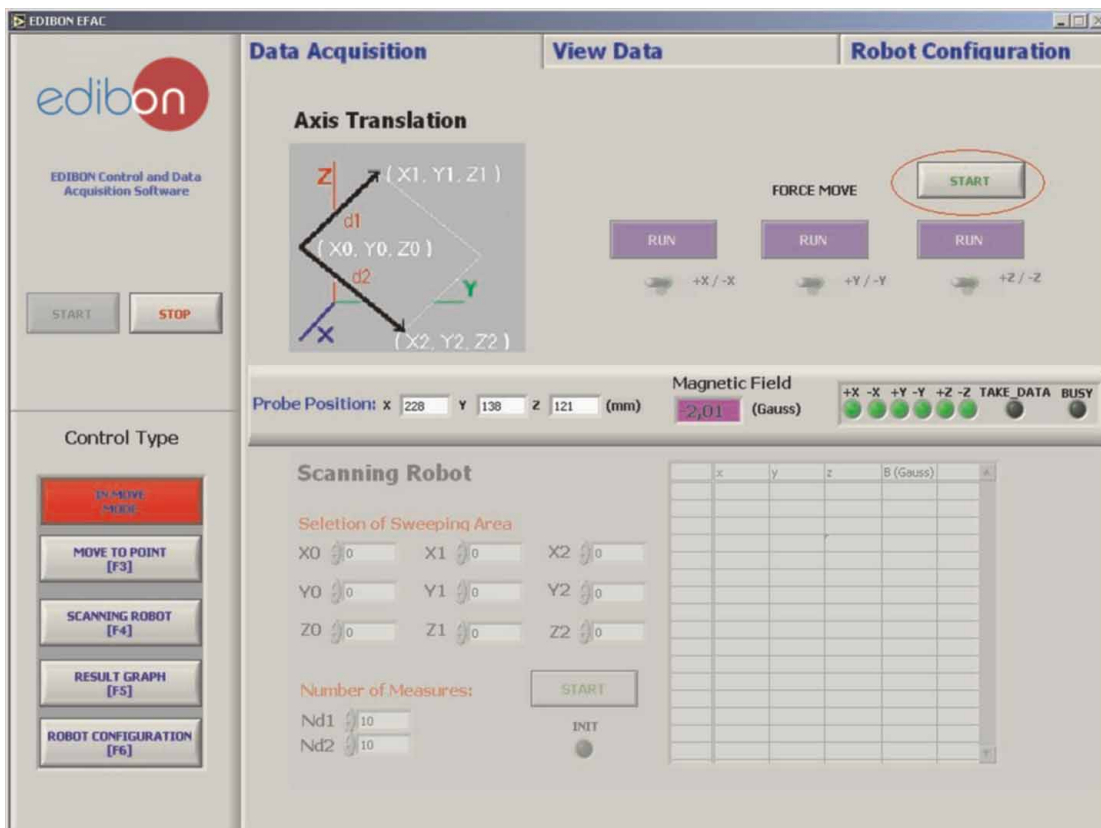 EDIBON EFAC
edibon
EDIBON Control and Data
Acquisition Software
START
STOP
Control Type
IN MOVE
MODE
MOVE TO POINT
[F3]
SCANNING ROBOT
[F4]
RESULT GRAPH
[F5]
ROBOT CONFIGURATION
[F6]
Data Acquisition
View Data
Robot Configuration
Axis Translation
Z
(X1, Y1, Z1)
d1
(X0, Y0, Z0)
d2
Y
X
(X2, Y2, Z2)
FORCE MOVE
START
RUN
RUN
RUN
+X / -X
+Y / -Y
+Z / -Z
Probe Position: X 228 Y 138 Z 121 (mm)
Magnetic Field
-2,01 (Gauss)
+X -X +Y -Y +Z -Z TAKE_DATA BUSY
Scanning Robot
Seletion of Sweeping Area
X0 0 X1 0 X2 0
Y0 0 Y1 0 Y2 0
Z0 0 Z1 0 Z2 0
Number of Measures:
Nd1 10
Nd2 10
START
INIT
x y z B (Gauss)